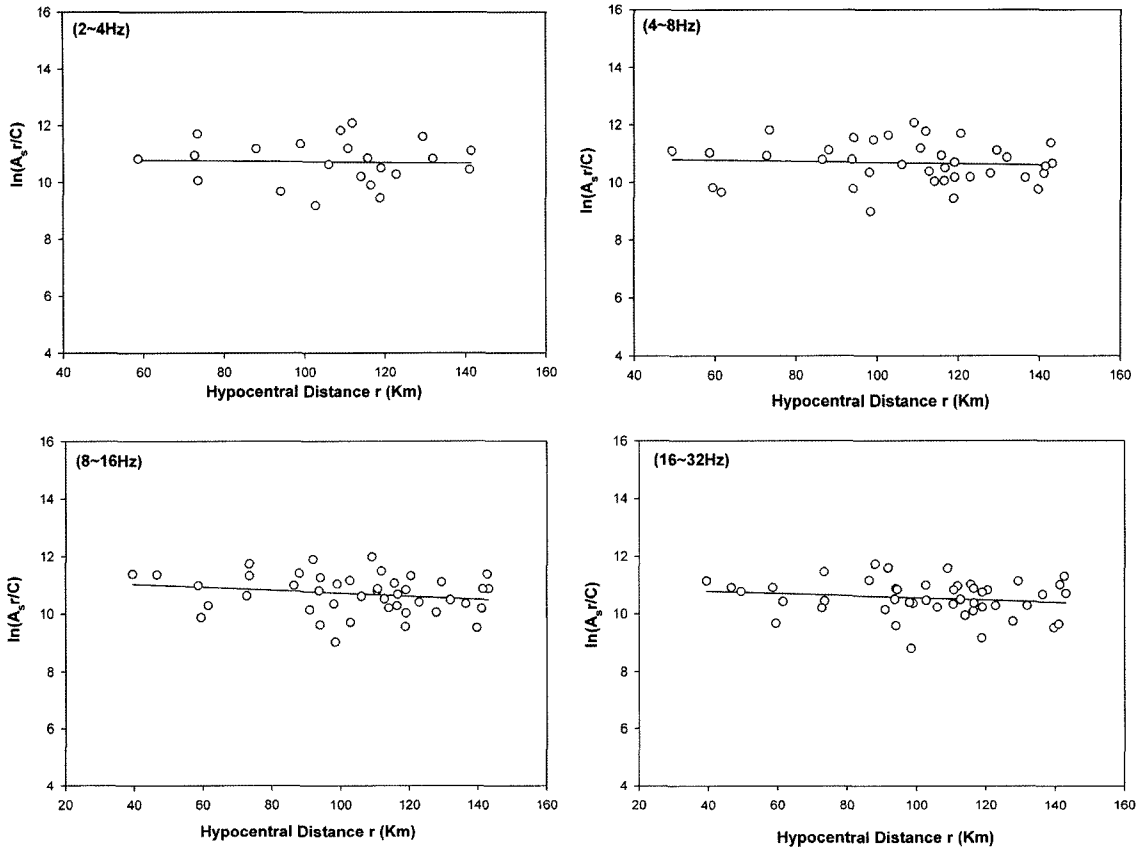 (2~4Hz)
ln(Asr/C)
16
14
12
10
8
6
4
40 60 80 100 120 140 160
Hypocentral Distance r (Km)
(4~8Hz)
ln(Asr/C)
16
14
12
10
8
6
4
40 60 80 100 120 140 160
Hypocentral Distance r (Km)
(8~16Hz)
ln(Asr/C)
16
14
12
10
8
6
4
20 40 60 80 100 120 140 160
Hypocentral Distance r (Km)
(16~32Hz)
ln(Asr/C)
16
14
12
10
8
6
4
20 40 60 80 100 120 140 160
Hypocentral Distance r (Km)